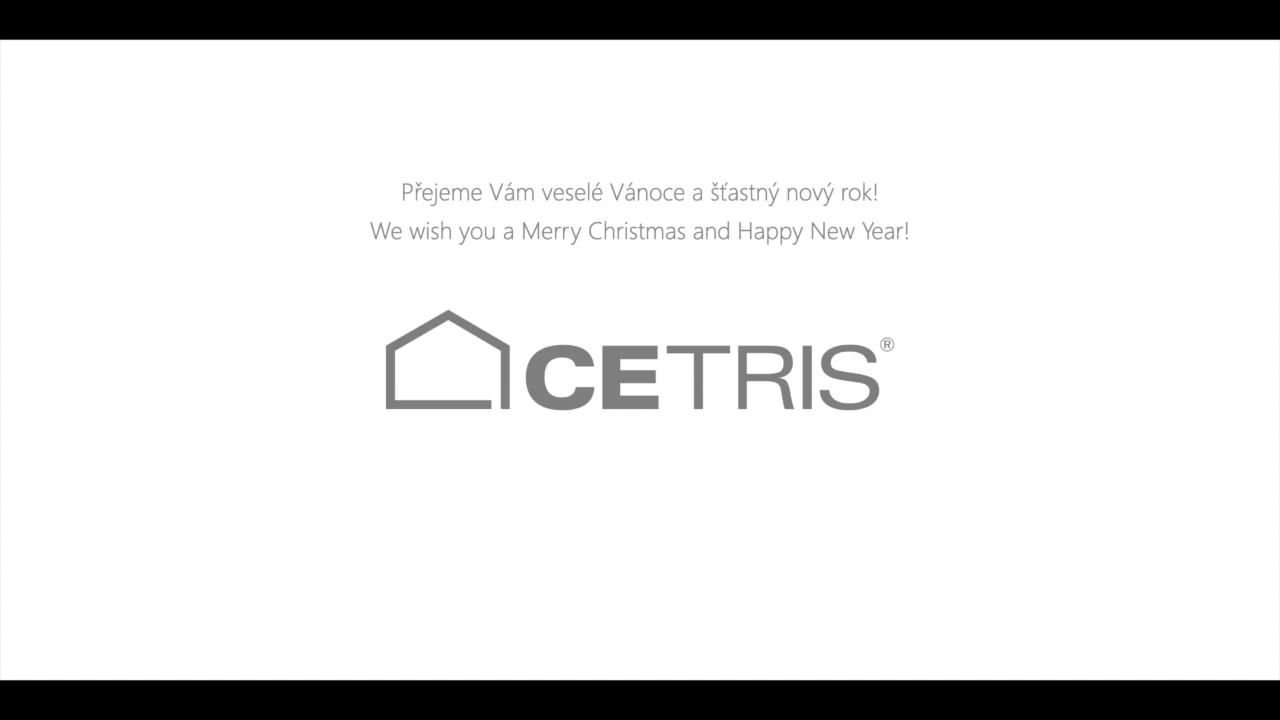 Přejeme Vám veselé Vánoce a šťastný nový rok!
We wish you a Merry Christmas and Happy New Year!
CETRIS®